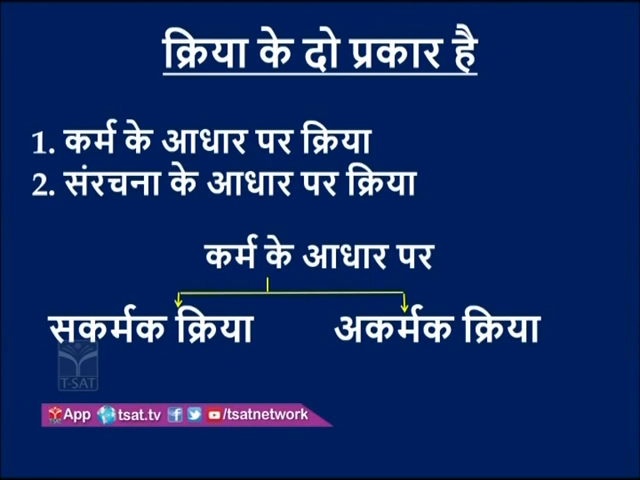 क्रिया के दो प्रकार है
1. कर्म के आधार पर क्रिया
2. संरचना के आधार पर क्रिया
कर्म के आधार पर
सकर्मक क्रिया अकर्मक क्रिया
T-SAT
App tsat.tv /tsatnetwork